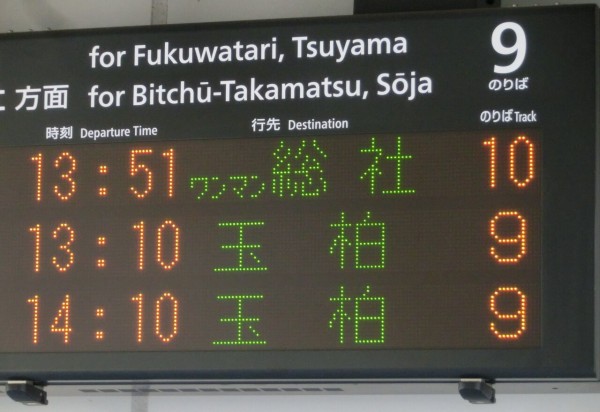 for Fukuwatari, Tsuyama 9
方面 for Bitchū-Takamatsu, Sōja のりば
時刻 Departure Time 行先 Destination のりば Track
13:51 ワンマン 総社 10
13:10 玉柏 9
14:10 玉柏 9